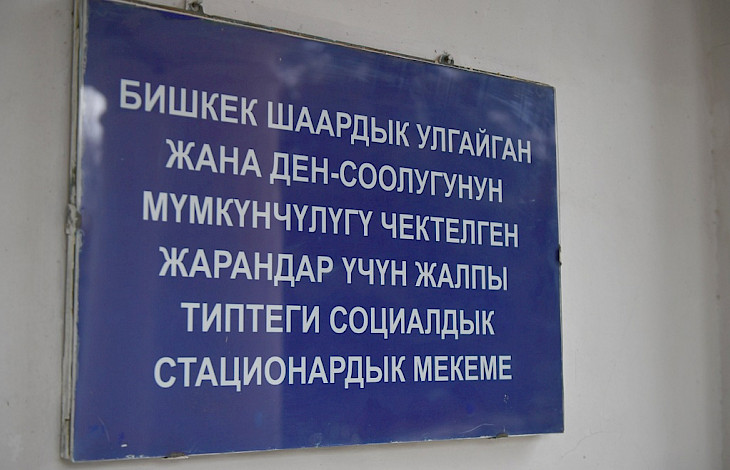 БИШКЕК ШААРДЫК УЛГАЙГАН
ЖАНА ДЕН-СООЛУГУНУН
МҮМКҮНЧҮЛҮГҮ ЧЕКТЕЛГЕН
ЖАРАНДАР ҮЧҮН ЖАЛПЫ
ТИПТЕГИ СОЦИАЛДЫК
СТАЦИОНАРДЫК МЕКЕМЕ